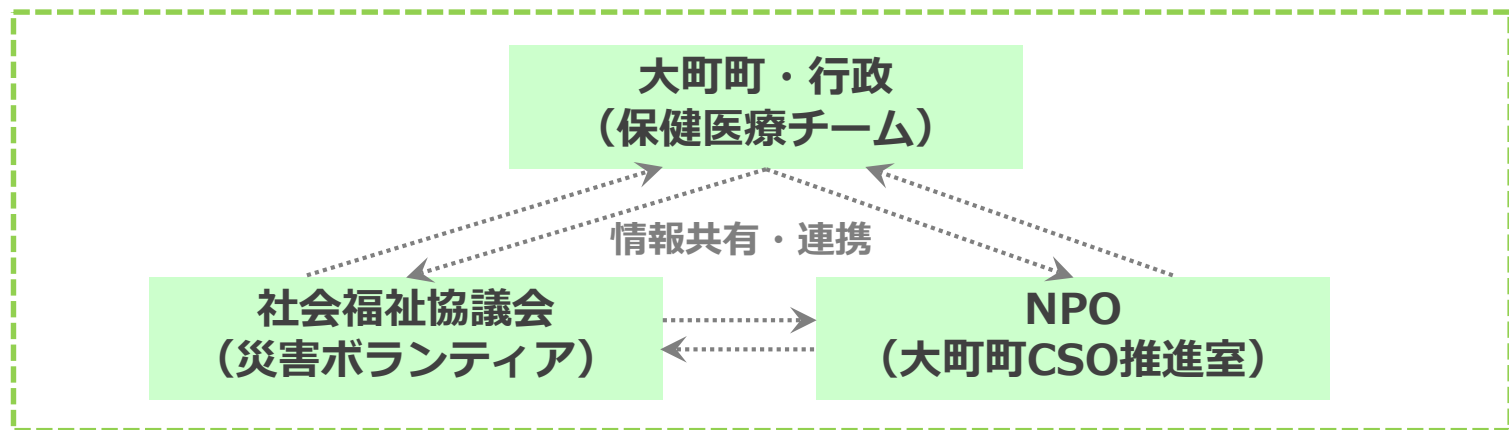 大町町・行政
（保健医療チーム）
情報共有・連携
社会福祉協議会
（災害ボランティア）
NPO
（大町町CSO推進室）